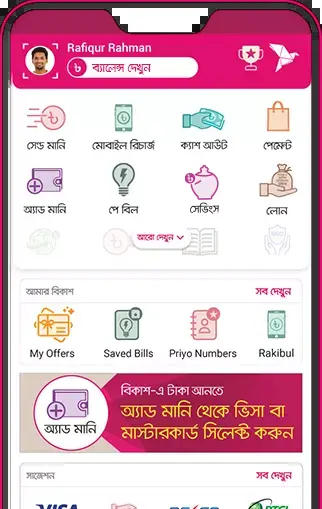 Rafiqur Rahman
৳ ব্যালেন্স দেখুন
সেন্ড মানি
মোবাইল রিচার্জ
ক্যাশ আউট
পেমেন্ট
অ্যাড মানি
পে বিল
সেভিংস
লোন
আরো দেখুন
আমার বিকাশ
সব দেখুন
My Offers
Saved Bills
Priyo Numbers
Rakibul
অ্যাড মানি
বিকাশ-এ টাকা আনতে
অ্যাড মানি থেকে ভিসা বা
মাস্টারকার্ড সিলেক্ট করুন
সাজেশন
সব দেখুন
VISA